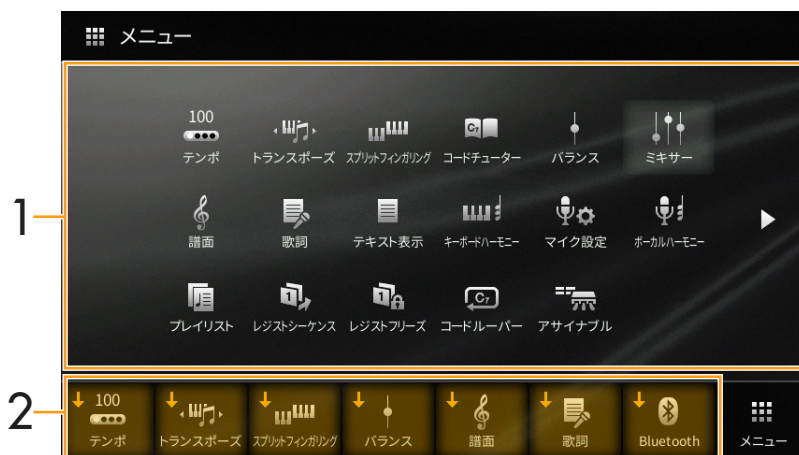 メニュー
100
テンポ
トランスポーズ
スプリットフィンガリング
C7
コードチューター
バランス
ミキサー
1
譜面
歌詞
テキスト表示
キーボードハーモニー
マイク設定
ボーカルハーモニー
プレイリスト
1
レジストシーケンス
1
レジストフリーズ
C7
コードルーパー
アサイナブル
2
100
テンポ
トランスポーズ
スプリットフィンガリング
バランス
譜面
歌詞
Bluetooth
メニュー